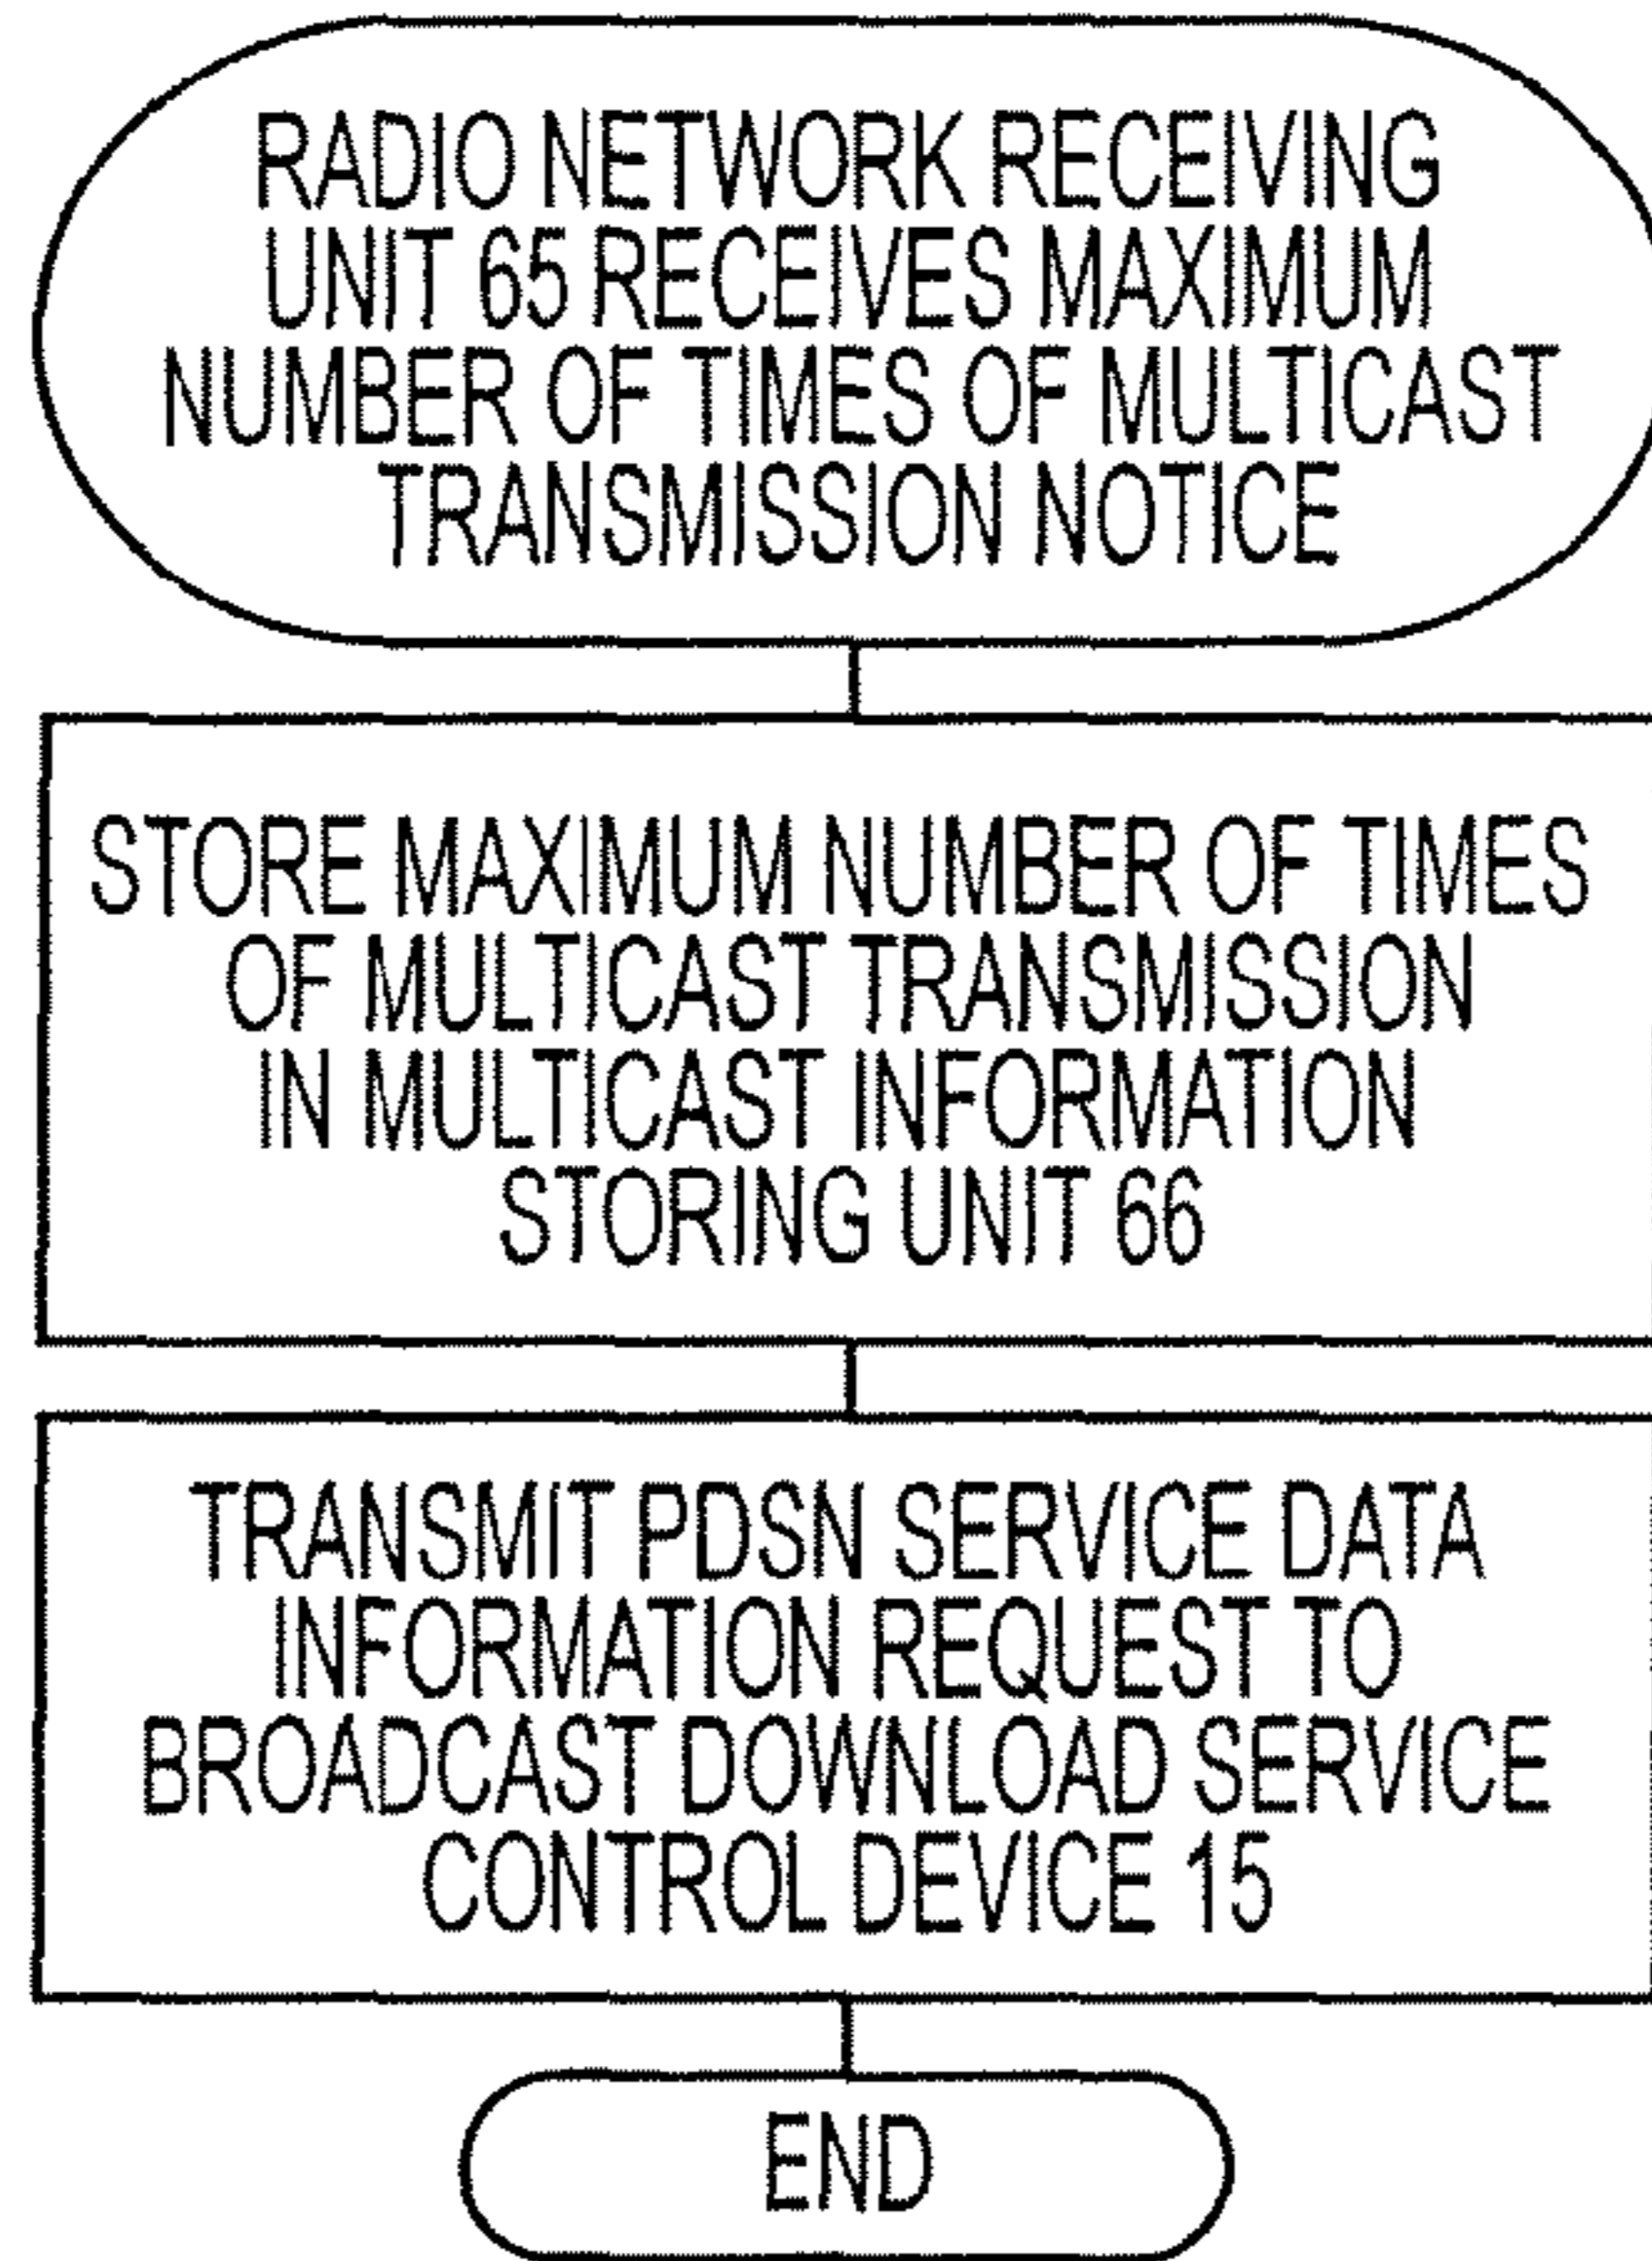 RADIO NETWORK RECEIVING
UNIT 65 RECEIVES MAXIMUM
NUMBER OF TIMES OF MULTICAST
TRANSMISSION NOTICE
STORE MAXIMUM NUMBER OF TIMES
OF MULTICAST TRANSMISSION
IN MULTICAST INFORMATION
STORING UNIT 66
TRANSMIT PDSN SERVICE DATA
INFORMATION REQUEST TO
BROADCAST DOWNLOAD SERVICE
CONTROL DEVICE 15
END